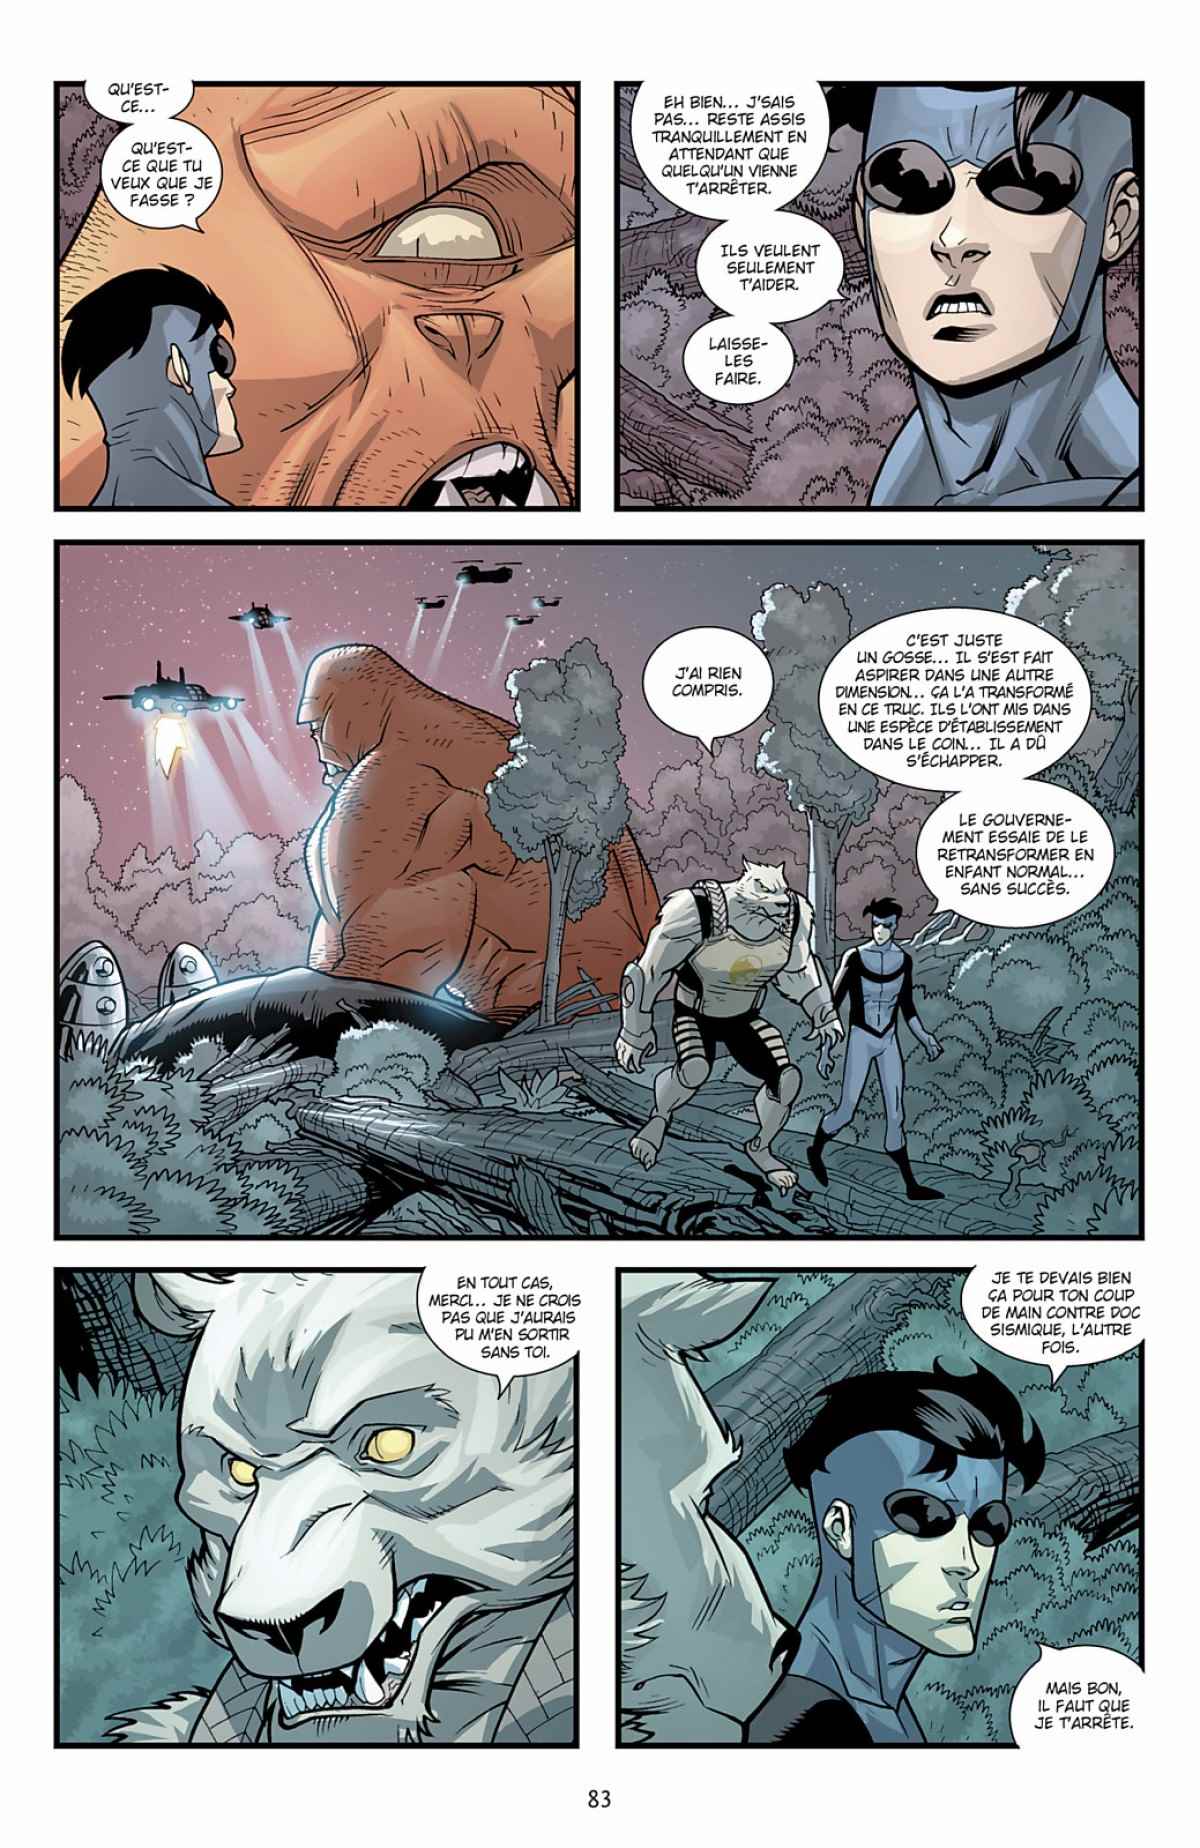 QU'EST-
CE...
QU'EST-
CE QUE TU
VEUX QUE JE
FASSE ?
EH BIEN... J'SAIS
PAS... RESTE ASSIS
TRANQUILLEMENT EN
ATTENDANT QUE
QUELQU'UN VIENNE
T'ARRÊTER.
ILS VEULENT
SEULEMENT
T'AIDER.
LAISSE-
LES
FAIRE.
J'AI RIEN
COMPRIS.
C'EST JUSTE
UN GOSSE... IL S'EST FAIT
ASPIRER DANS UNE AUTRE
DIMENSION... ÇA L'A TRANSFORMÉ
EN CE TRUC. ILS L'ONT MIS DANS
UNE ESPÈCE D'ÉTABLISSEMENT
DANS LE COIN... IL A DÛ
S'ÉCHAPPER.
LE GOUVERNE-
MENT ESSAIE DE LE
RETRANSFORMER EN
ENFANT NORMAL...
SANS SUCCÈS.
EN TOUT CAS,
MERCI... JE NE CROIS
PAS QUE J'AURAIS
PU M'EN SORTIR
SANS TOI.
JE TE DEVAIS BIEN
ÇA POUR TON COUP
DE MAIN CONTRE DOC
SISMIQUE, L'AUTRE
FOIS.
MAIS BON,
IL FAUT QUE
JE T'ARRÊTE.
83